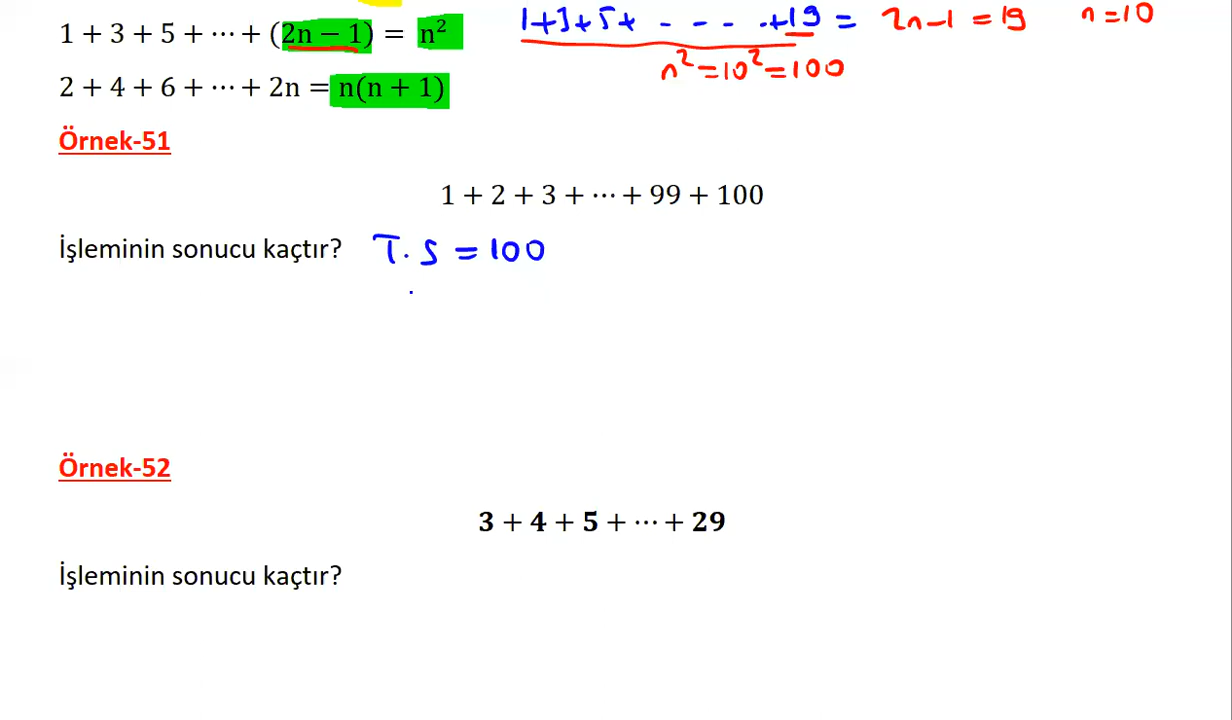 1 + 3 + 5 + ⋯ + (2n − 1) = n²
1+3+5+ - - - . +19 = 2n-1 = 19 n=10
n²=10²=100
2 + 4 + 6 + ⋯ + 2n = n(n + 1)
Örnek-51
1 + 2 + 3 + ⋯ + 99 + 100
İşleminin sonucu kaçtır? T.S = 100
Örnek-52
3 + 4 + 5 + ⋯ + 29
İşleminin sonucu kaçtır?